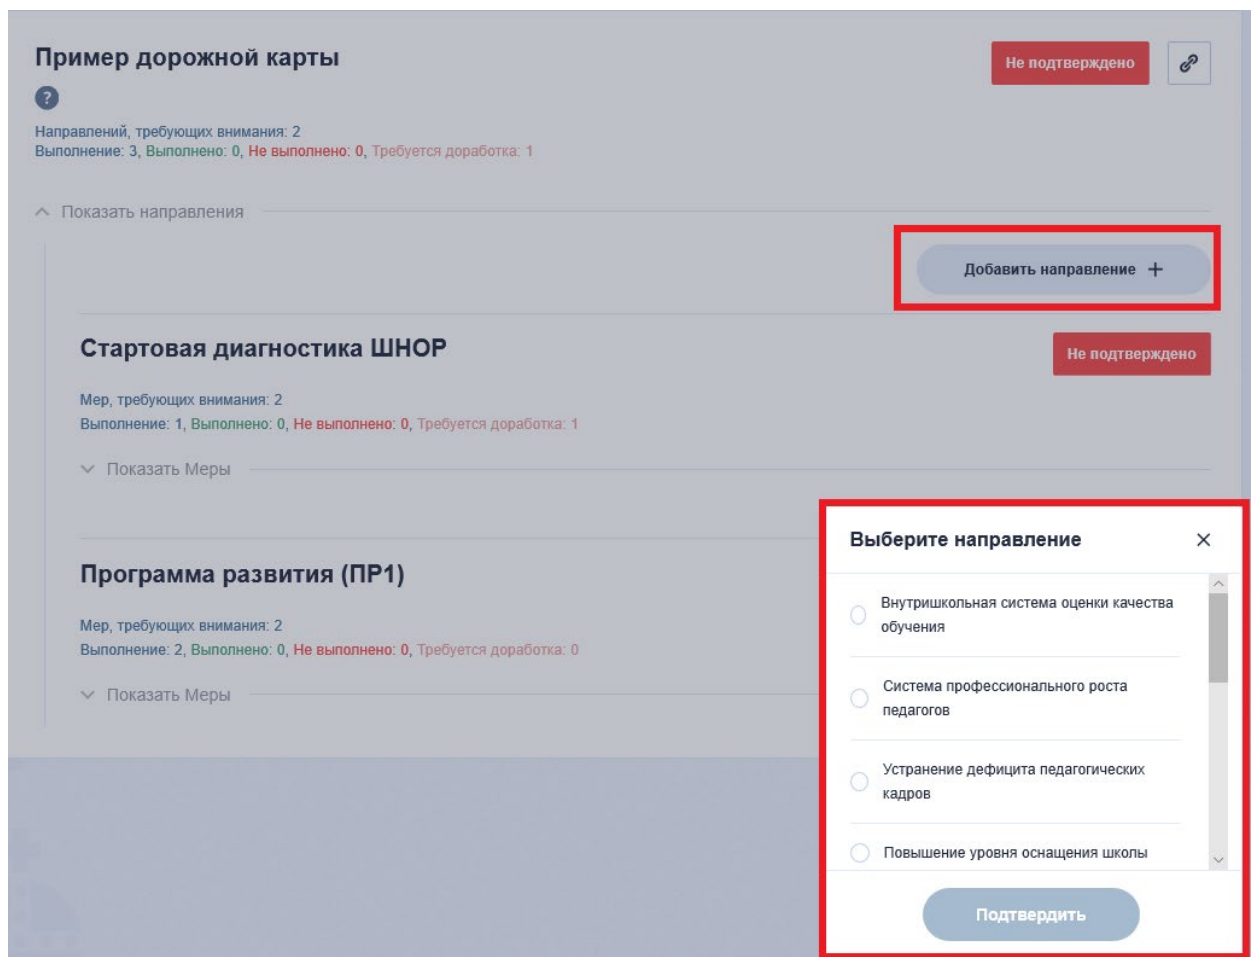 Пример дорожной карты
Не подтверждено
?
Направлений, требующих внимания: 2
Выполнение: 3, Выполнено: 0, Не выполнено: 0, Требуется доработка: 1
Показать направления
Добавить направление +
Стартовая диагностика ШНОР
Не подтверждено
Мер, требующих внимания: 2
Выполнение: 1, Выполнено: 0, Не выполнено: 0, Требуется доработка: 1
Показать Меры
Программа развития (ПР1)
Мер, требующих внимания: 2
Выполнение: 2, Выполнено: 0, Не выполнено: 0, Требуется доработка: 0
Показать Меры
Выберите направление
Внутришкольная система оценки качества
обучения
Система профессионального роста
педагогов
Устранение дефицита педагогических
кадров
Повышение уровня оснащения школы
Подтвердить